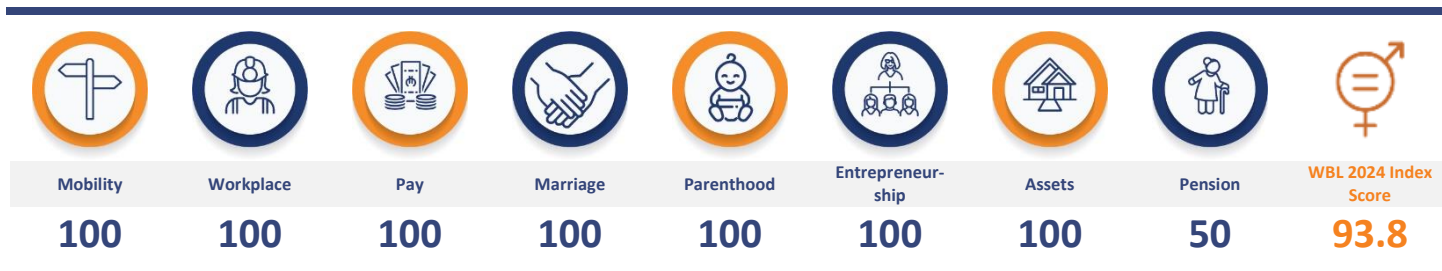 Mobility
Workplace
Pay
Marriage
Parenthood
Entrepreneur-
ship
Assets
Pension
WBL 2024 Index
Score
100
100
100
100
100
100
100
50
93.8